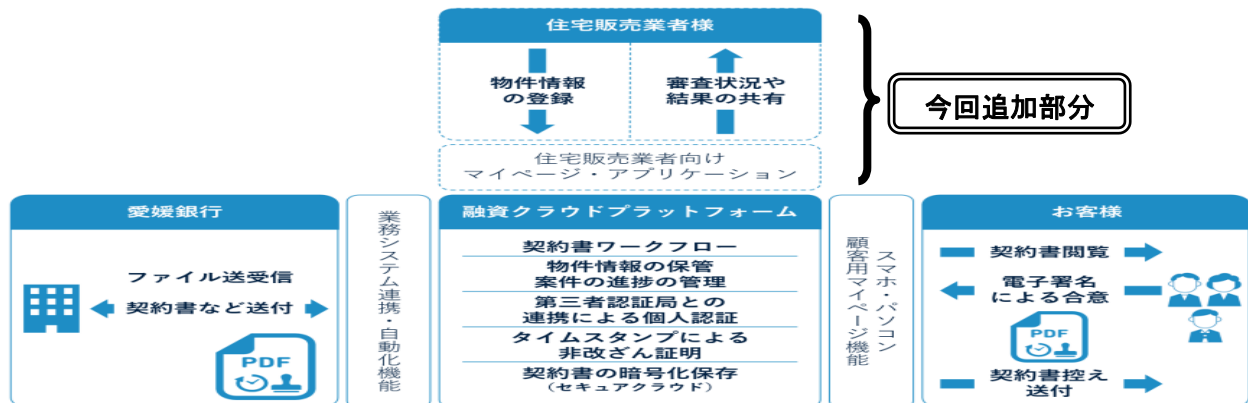 住宅販売業者様
物件情報
の登録
審査状況や
結果の共有
今回追加部分
住宅販売業者向け
マイページ・アプリケーション
愛媛銀行
ファイル送受信
契約書など送付
PDF
業務システム連携・自動化機能
融資クラウドプラットフォーム
契約書ワークフロー
物件情報の保管
案件の進捗の管理
第三者認証局との
連携による個人認証
タイムスタンプによる
非改ざん証明
契約書の暗号化保存
（セキュアクラウド）
スマホ・パソコン
顧客用マイページ機能
お客様
契約書閲覧
電子署名
による合意
PDF
契約書控え
送付